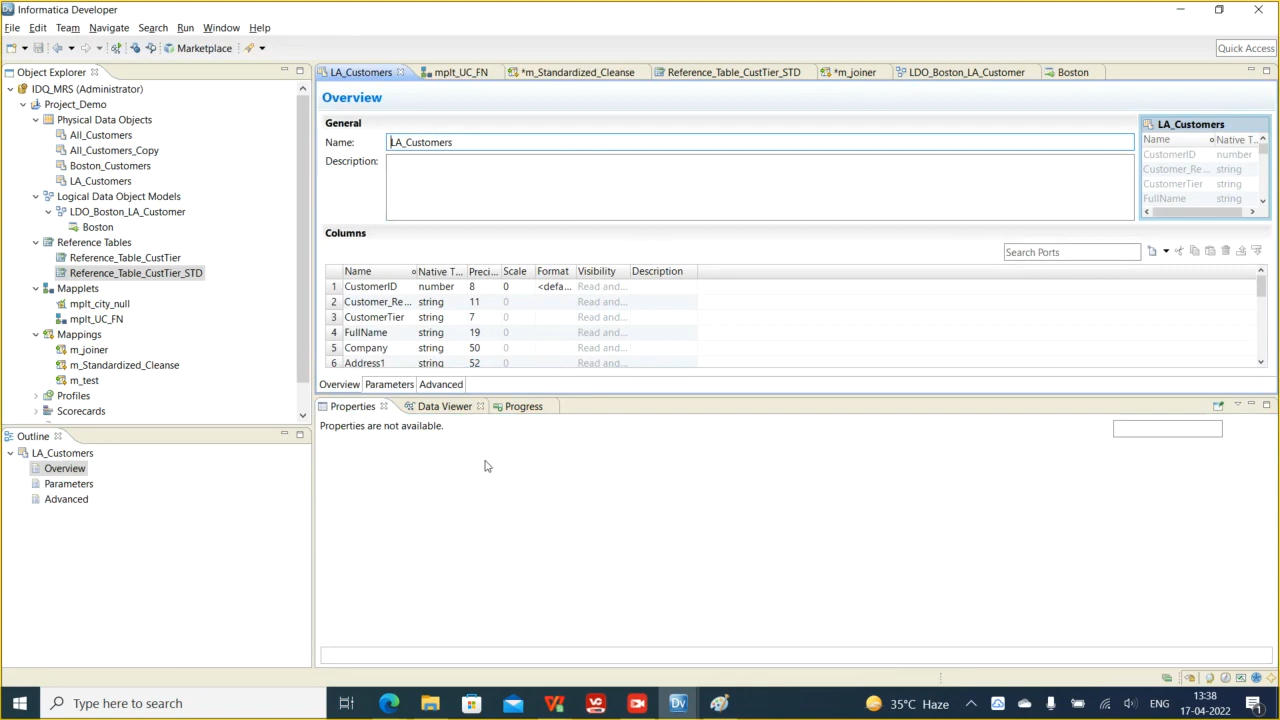 Informatica Developer
File Edit Team Navigate Search Run Window Help
Marketplace
Quick Access
Object Explorer
IDQ_MRS (Administrator)
Project_Demo
Physical Data Objects
All_Customers
All_Customers_Copy
Boston_Customers
LA_Customers
Logical Data Object Models
LDO_Boston_LA_Customer
Boston
Reference Tables
Reference_Table_CustTier
Reference_Table_CustTier_STD
Mapplets
mplt_city_null
mplt_UC_FN
Mappings
m_joiner
m_Standardized_Cleanse
m_test
Profiles
Scorecards
Outline
LA_Customers
Overview
Parameters
Advanced
LA_Customers mplt_UC_FN *m_Standardized_Cleanse Reference_Table_CustTier_STD *m_joiner LDO_Boston_LA_Customer Boston
Overview
General
Name: LA_Customers
Description:
LA_Customers
Name Native T...
CustomerID number
Customer_Re... string
CustomerTier string
FullName string
Columns
Search Ports
Name Native T... Preci... Scale Format Visibility Description
1 CustomerID number 8 0 <defa... Read and...
2 Customer_Re... string 11 0 Read and...
3 CustomerTier string 7 0 Read and...
4 FullName string 19 0 Read and...
5 Company string 50 0 Read and...
6 Address1 string 52 0 Read and...
Overview Parameters Advanced
Properties Data Viewer Progress
Properties are not available.
Dv
Type here to search
Dv
35°C Haze
ENG
13:38
17-04-2022
1